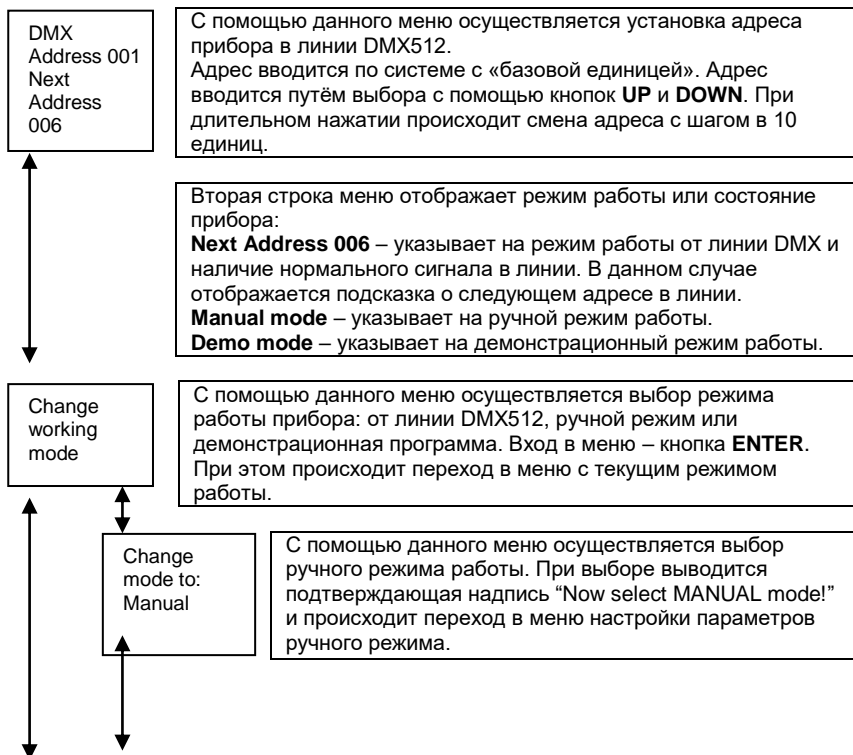 DMX
Address 001
Next
Address
006
С помощью данного меню осуществляется установка адреса
прибора в линии DMX512.
Адрес вводится по системе с «базовой единицей». Адрес
вводится путём выбора с помощью кнопок UP и DOWN. При
длительном нажатии происходит смена адреса с шагом в 10
единиц.
Вторая строка меню отображает режим работы или состояние
прибора:
Next Address 006 – указывает на режим работы от линии DMX и
наличие нормального сигнала в линии. В данном случае
отображается подсказка о следующем адресе в линии.
Manual mode – указывает на ручной режим работы.
Demo mode – указывает на демонстрационный режим работы.
Change
working
mode
С помощью данного меню осуществляется выбор режима
работы прибора: от линии DMX512, ручной режим или
демонстрационная программа. Вход в меню – кнопка ENTER.
При этом происходит переход в меню с текущим режимом
работы.
Change
mode to:
Manual
С помощью данного меню осуществляется выбор
ручного режима работы. При выборе выводится
подтверждающая надпись “Now select MANUAL mode!”
и происходит переход в меню настройки параметров
ручного режима.